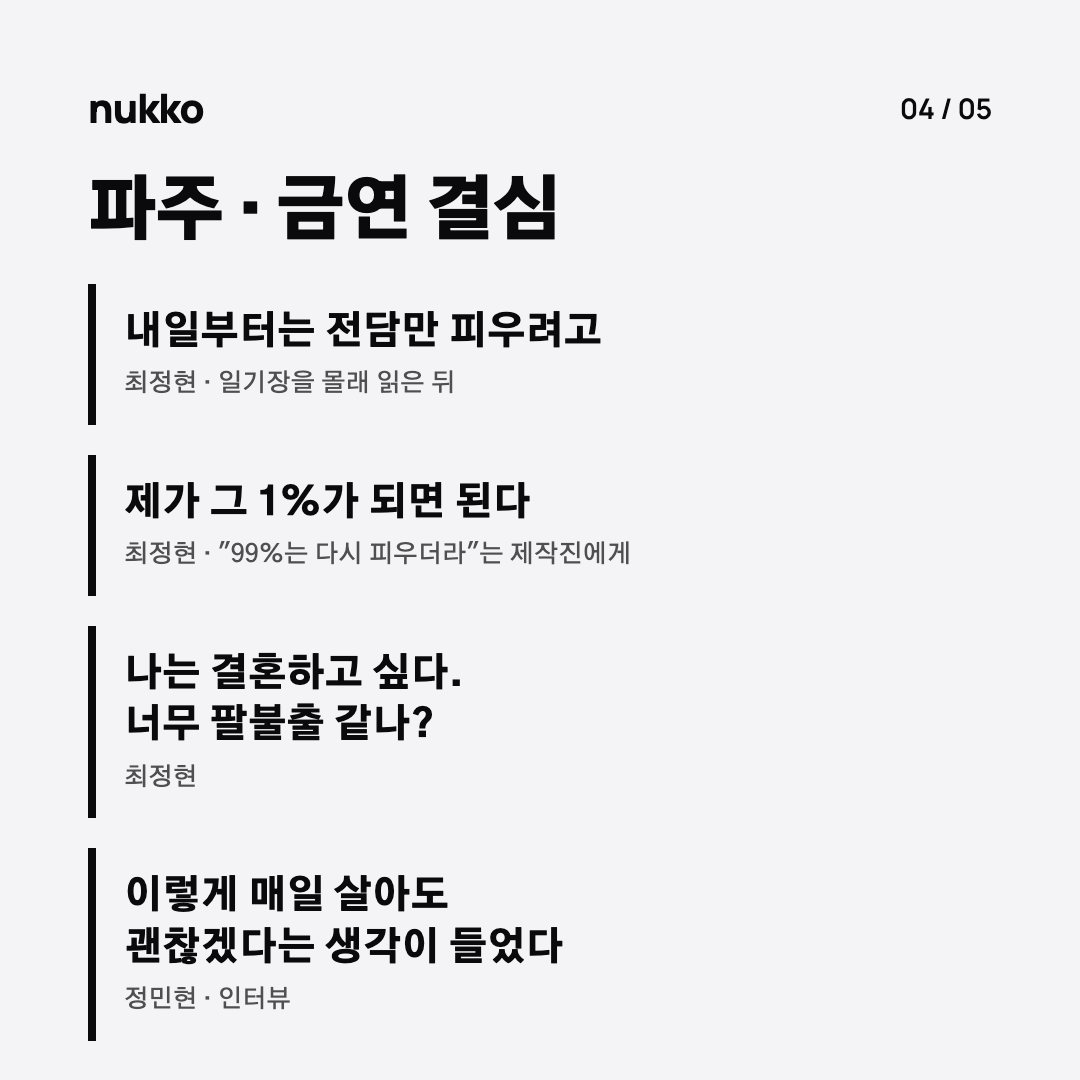 nukko
04 / 05
파주 · 금연 결심
내일부터는 전담만 피우려고
최정현 · 일기장을 몰래 읽은 뒤
제가 그 1%가 되면 된다
최정현 · "99%는 다시 피우더라"는 제작진에게
나는 결혼하고 싶다.
너무 팔불출 같나?
최정현
이렇게 매일 살아도
괜찮겠다는 생각이 들었다
정민현 · 인터뷰